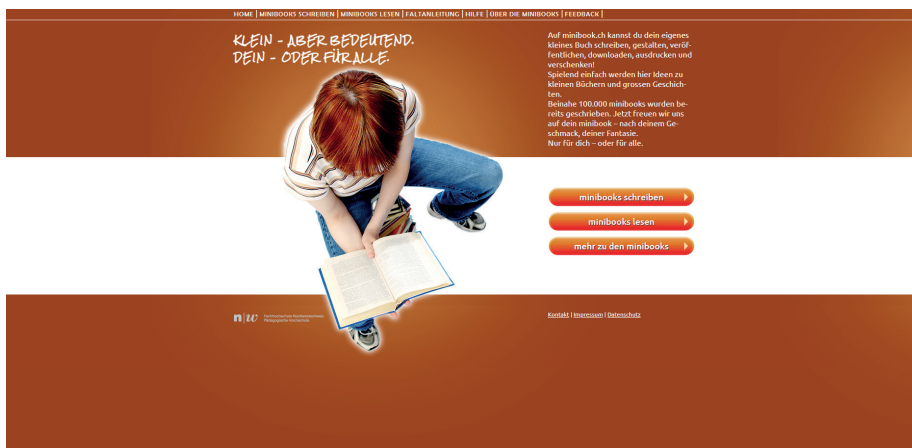 HOME | MINIBOOKS SCHREIBEN | MINIBOOKS LESEN | FALTANLEITUNG | HILFE | ÜBER DIE MINIBOOKS | FEEDBACK |
KLEIN - ABER BEDEUTEND.
DEIN - ODER FÜR ALLE.
Auf minibook.ch kannst du dein eigenes
kleines Buch schreiben, gestalten, veröf-
fentlichen, downloaden, ausdrucken und
verschenken!
Spielend einfach werden hier Ideen zu
kleinen Büchern und grossen Geschich-
ten.
Beinahe 100.000 minibooks wurden be-
reits geschrieben. Jetzt freuen wir uns
auf dein minibook – nach deinem Ge-
schmack, deiner Fantasie.
Nur für dich – oder für alle.
minibooks schreiben
minibooks lesen
mehr zu den minibooks
n|w Fachhochschule Nordwestschweiz
Pädagogische Hochschule
Kontakt | Impressum | Datenschutz